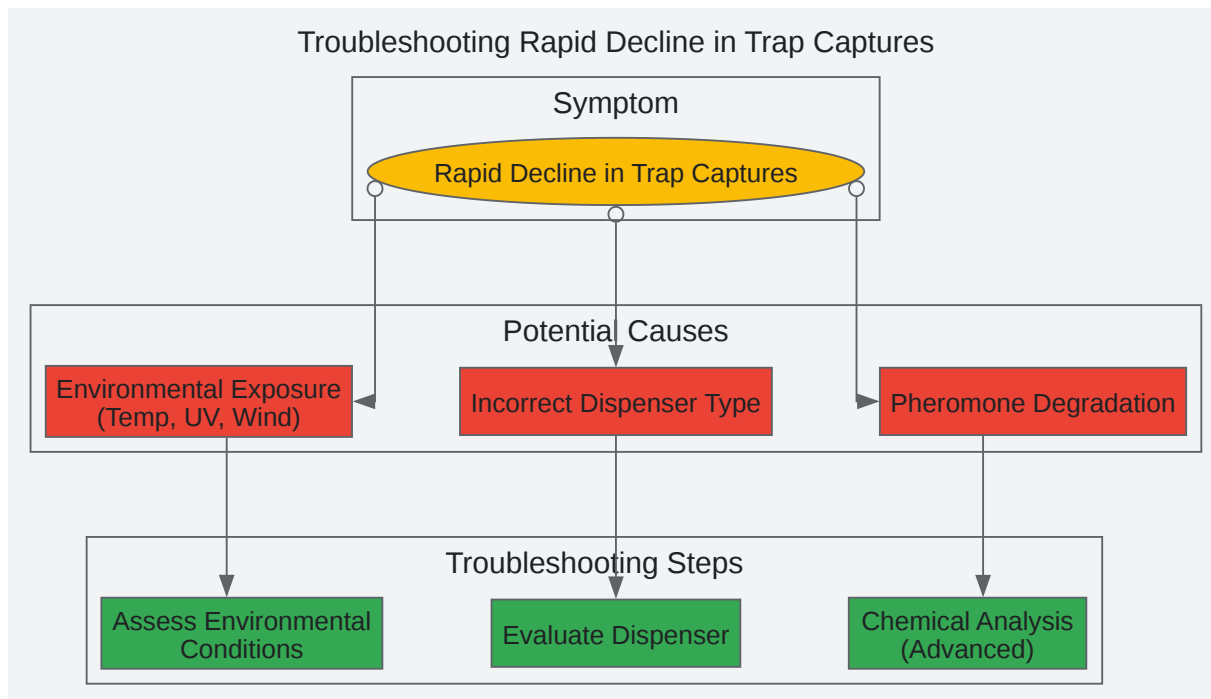 Troubleshooting Rapid Decline in Trap Captures
Symptom
Rapid Decline in Trap Captures
Potential Causes
Environmental Exposure
(Temp, UV, Wind)
Incorrect Dispenser Type
Pheromone Degradation
Troubleshooting Steps
Assess Environmental
Conditions
Evaluate Dispenser
Chemical Analysis
(Advanced)